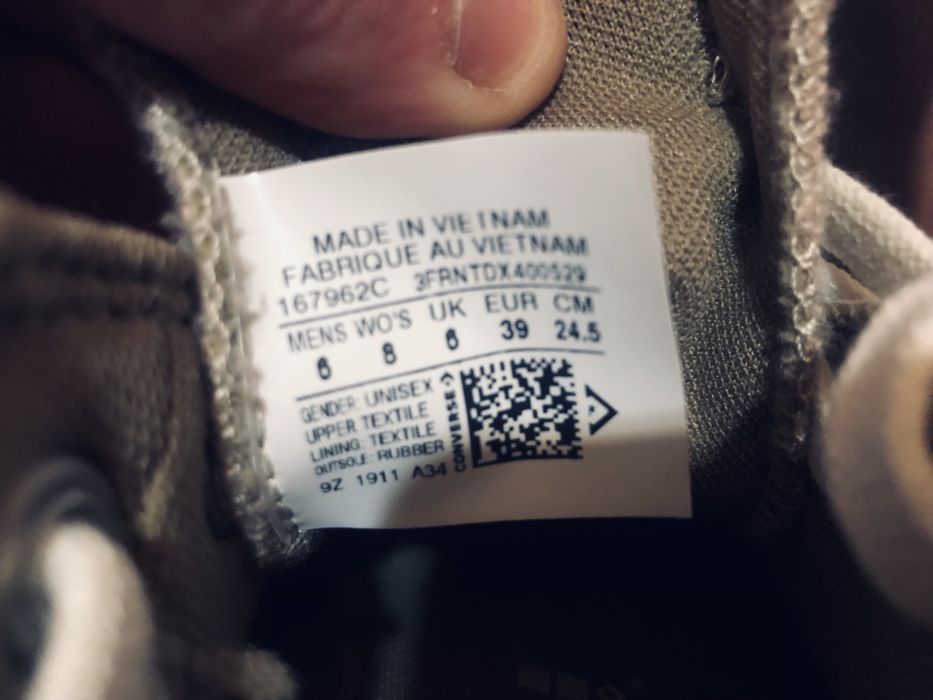 MADE IN VIETNAM
FABRIQUE AU VIETNAM
167962C 3FRNTDX400529
MENS WO'S UK EUR CM
6 8 6 39 24.5
GENDER: UNISEX
UPPER TEXTILE
LINING: TEXTILE
OUTSOLE: RUBBER
9Z 1911 A34
CONVERSE